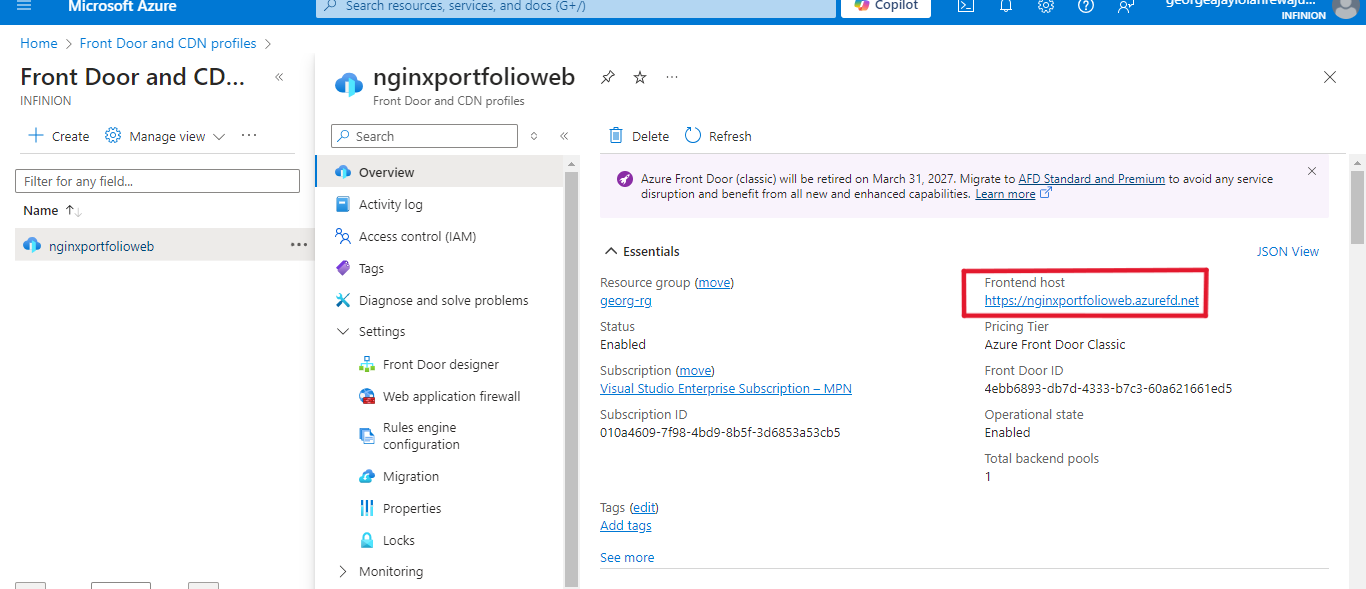 Microsoft Azure
Search resources, services, and docs (G+/)
Copilot
georgeajayiolanrewaju...
INFINION
Home > Front Door and CDN profiles >
Front Door and CD...
INFINION
Create
Manage view
Filter for any field...
Name
nginxportfolioweb
nginxportfolioweb
Front Door and CDN profiles
Search
Overview
Activity log
Access control (IAM)
Tags
Diagnose and solve problems
Settings
Front Door designer
Web application firewall
Rules engine
configuration
Migration
Properties
Locks
Monitoring
Delete
Refresh
Azure Front Door (classic) will be retired on March 31, 2027. Migrate to AFD Standard and Premium to avoid any service
disruption and benefit from all new and enhanced capabilities. Learn more
Essentials
JSON View
Resource group (move)
georg-rg
Status
Enabled
Subscription (move)
Visual Studio Enterprise Subscription – MPN
Subscription ID
010a4609-7f98-4bd9-8b5f-3d6853a53cb5
Frontend host
https://nginxportfolioweb.azurefd.net
Pricing Tier
Azure Front Door Classic
Front Door ID
4ebb6893-db7d-4333-b7c3-60a621661ed5
Operational state
Enabled
Total backend pools
1
Tags (edit)
Add tags
See more